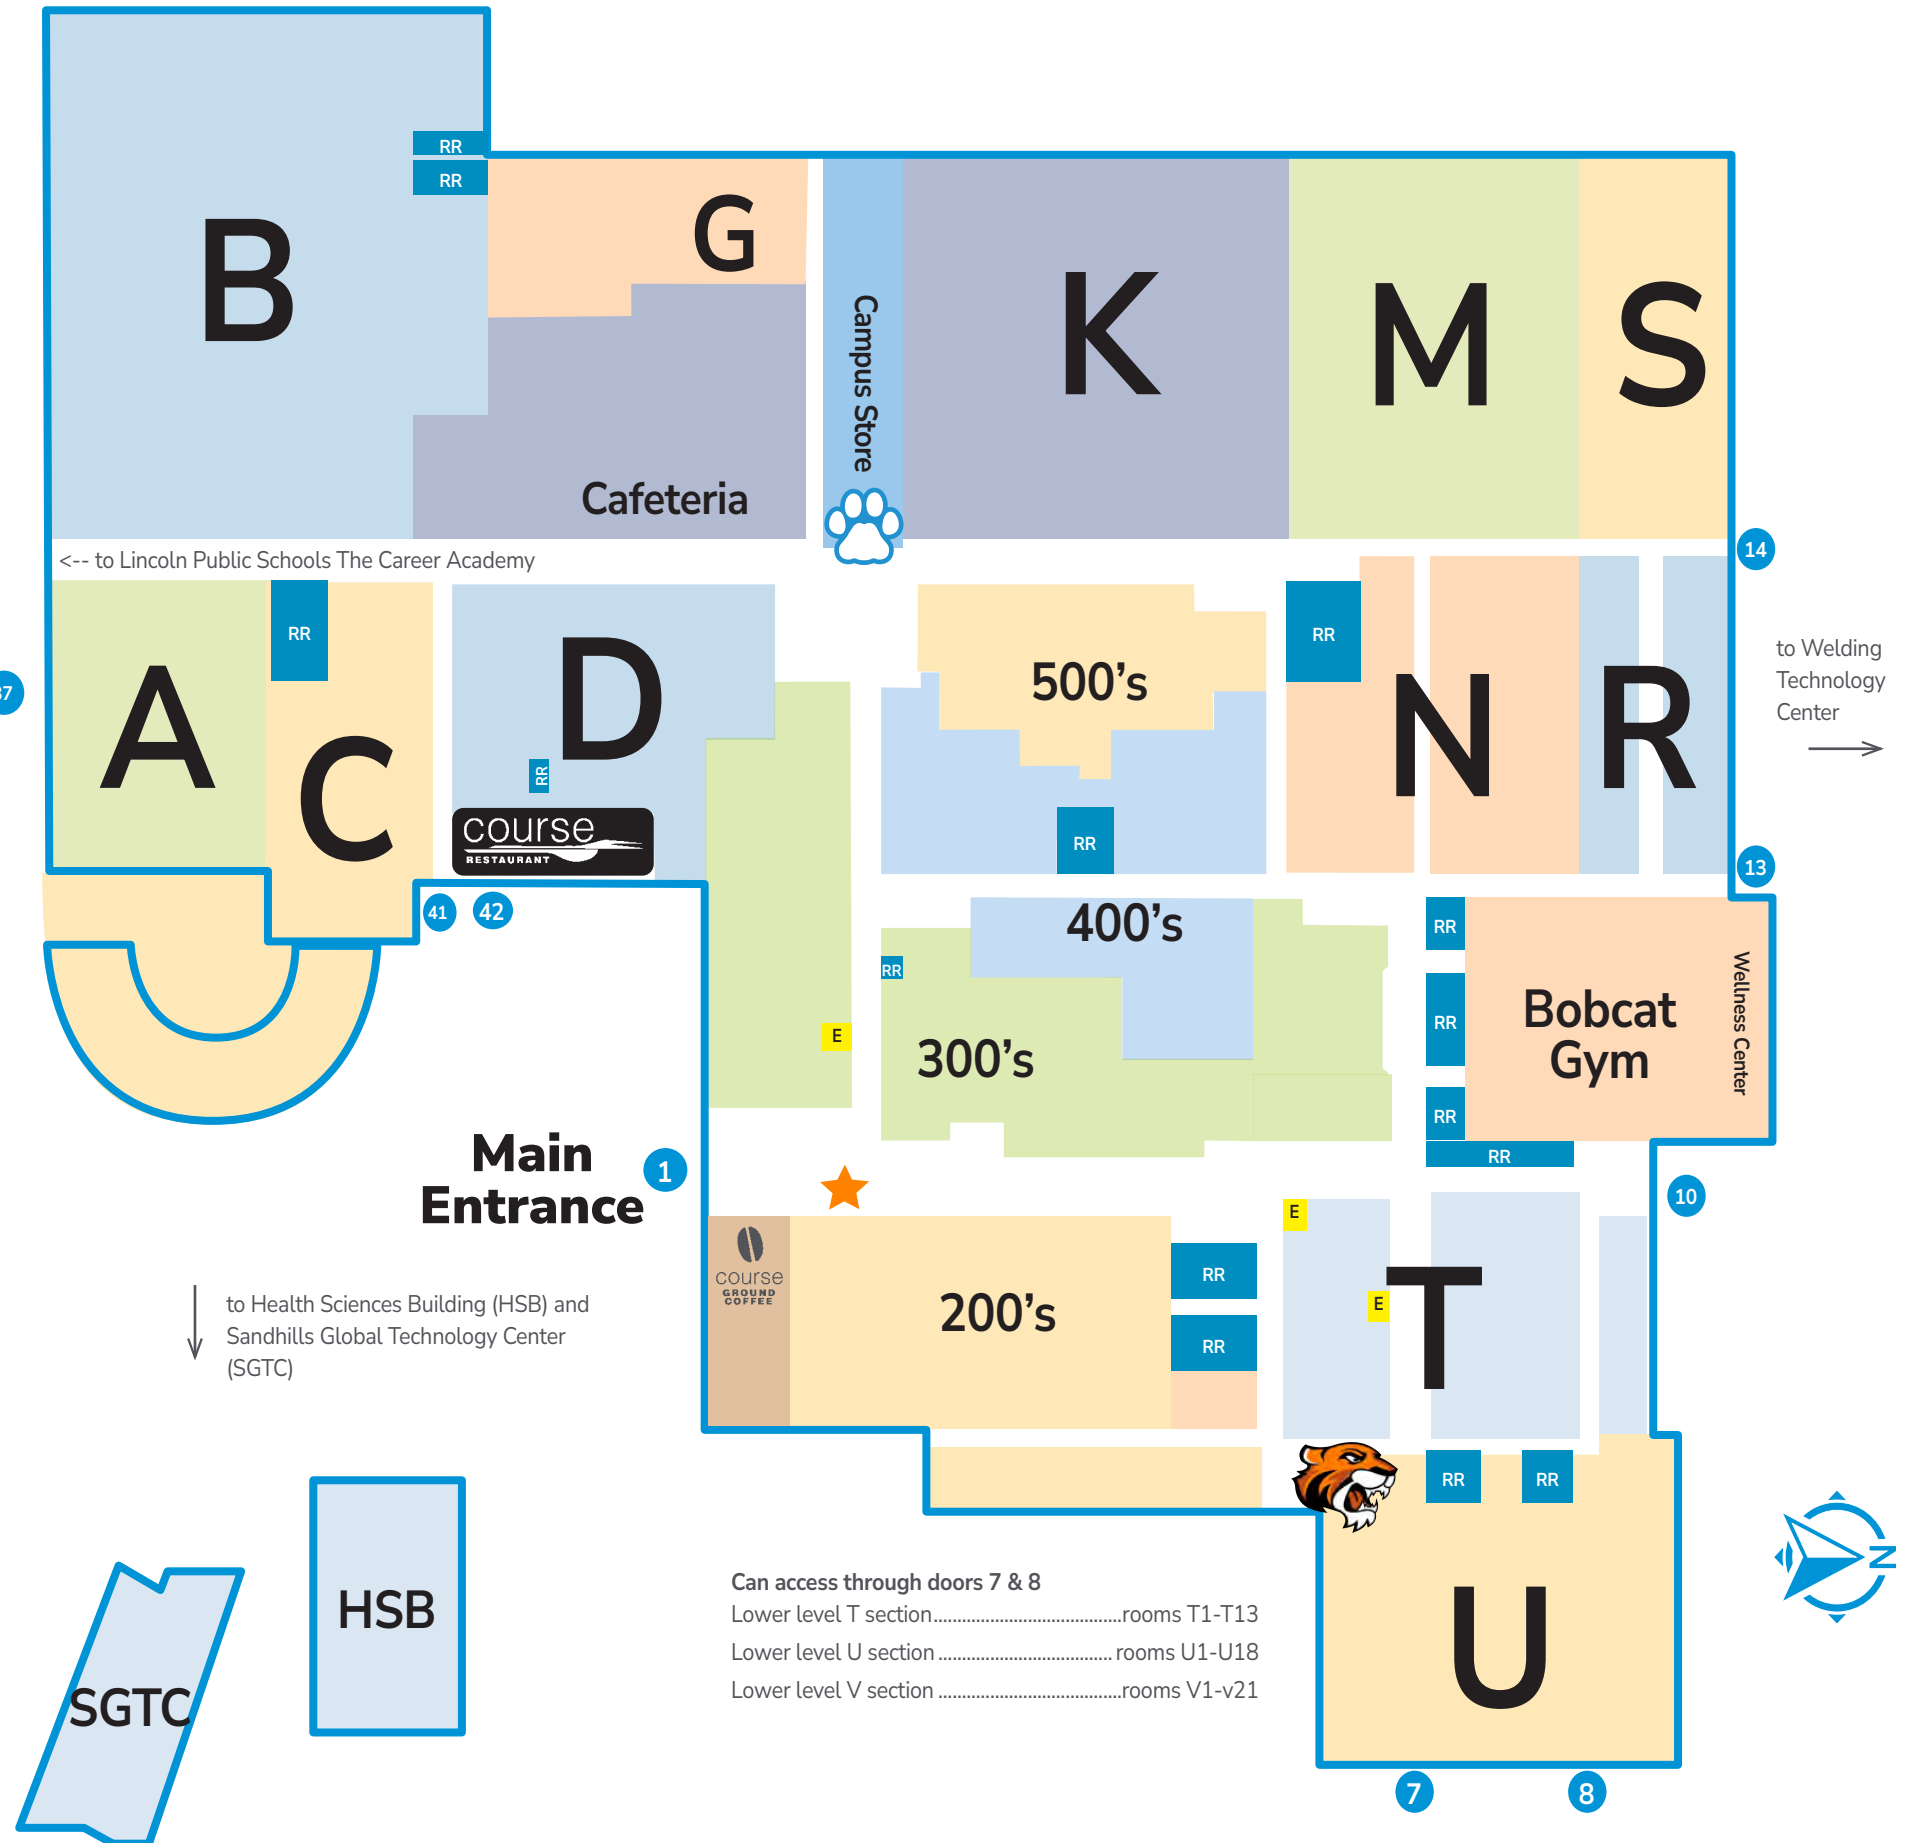 RR
RR
B
G
K
M
S
Campus Store
Cafeteria
<-- to Lincoln Public Schools The Career Academy
14
RR
A
C
D
RR
course
RESTAURANT
500's
RR
RR
N
R
to Welding
Technology
Center
37
13
41
42
400's
RR
300's
E
RR
RR
RR
RR
Bobcat
Gym
Wellness Center
Main
Entrance
1
10
E
E
T
course
GROUND
COFFEE
200's
RR
RR
to Health Sciences Building (HSB) and
Sandhills Global Technology Center
(SGTC)
RR
RR
U
N
HSB
SGTC
Can access through doors 7 & 8
Lower level T section........................................rooms T1-T13
Lower level U section .....................................rooms U1-U18
Lower level V section .......................................rooms V1-v21
7
8